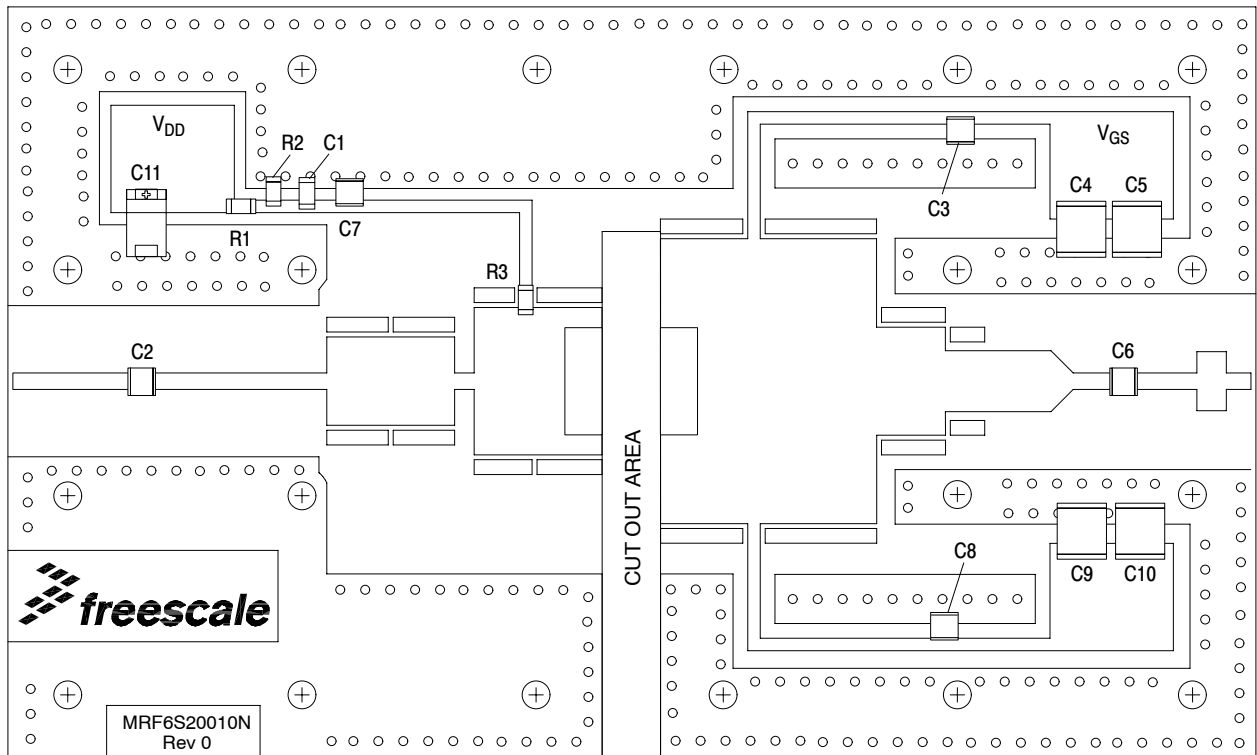 VDD
C11
R2
C1
R1
C7
C3
VGS
C4
C5
R3
C2
C6
CUT OUT AREA
C8
C9
C10
freescale
MRF6S20010N
Rev 0